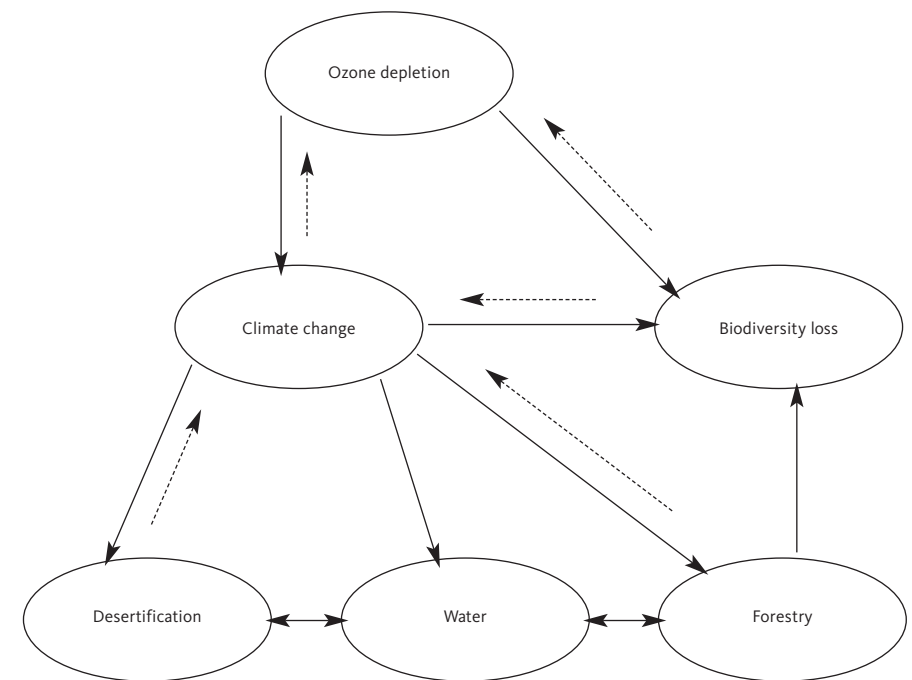 Ozone depletion
Climate change
Biodiversity loss
Desertification
Water
Forestry